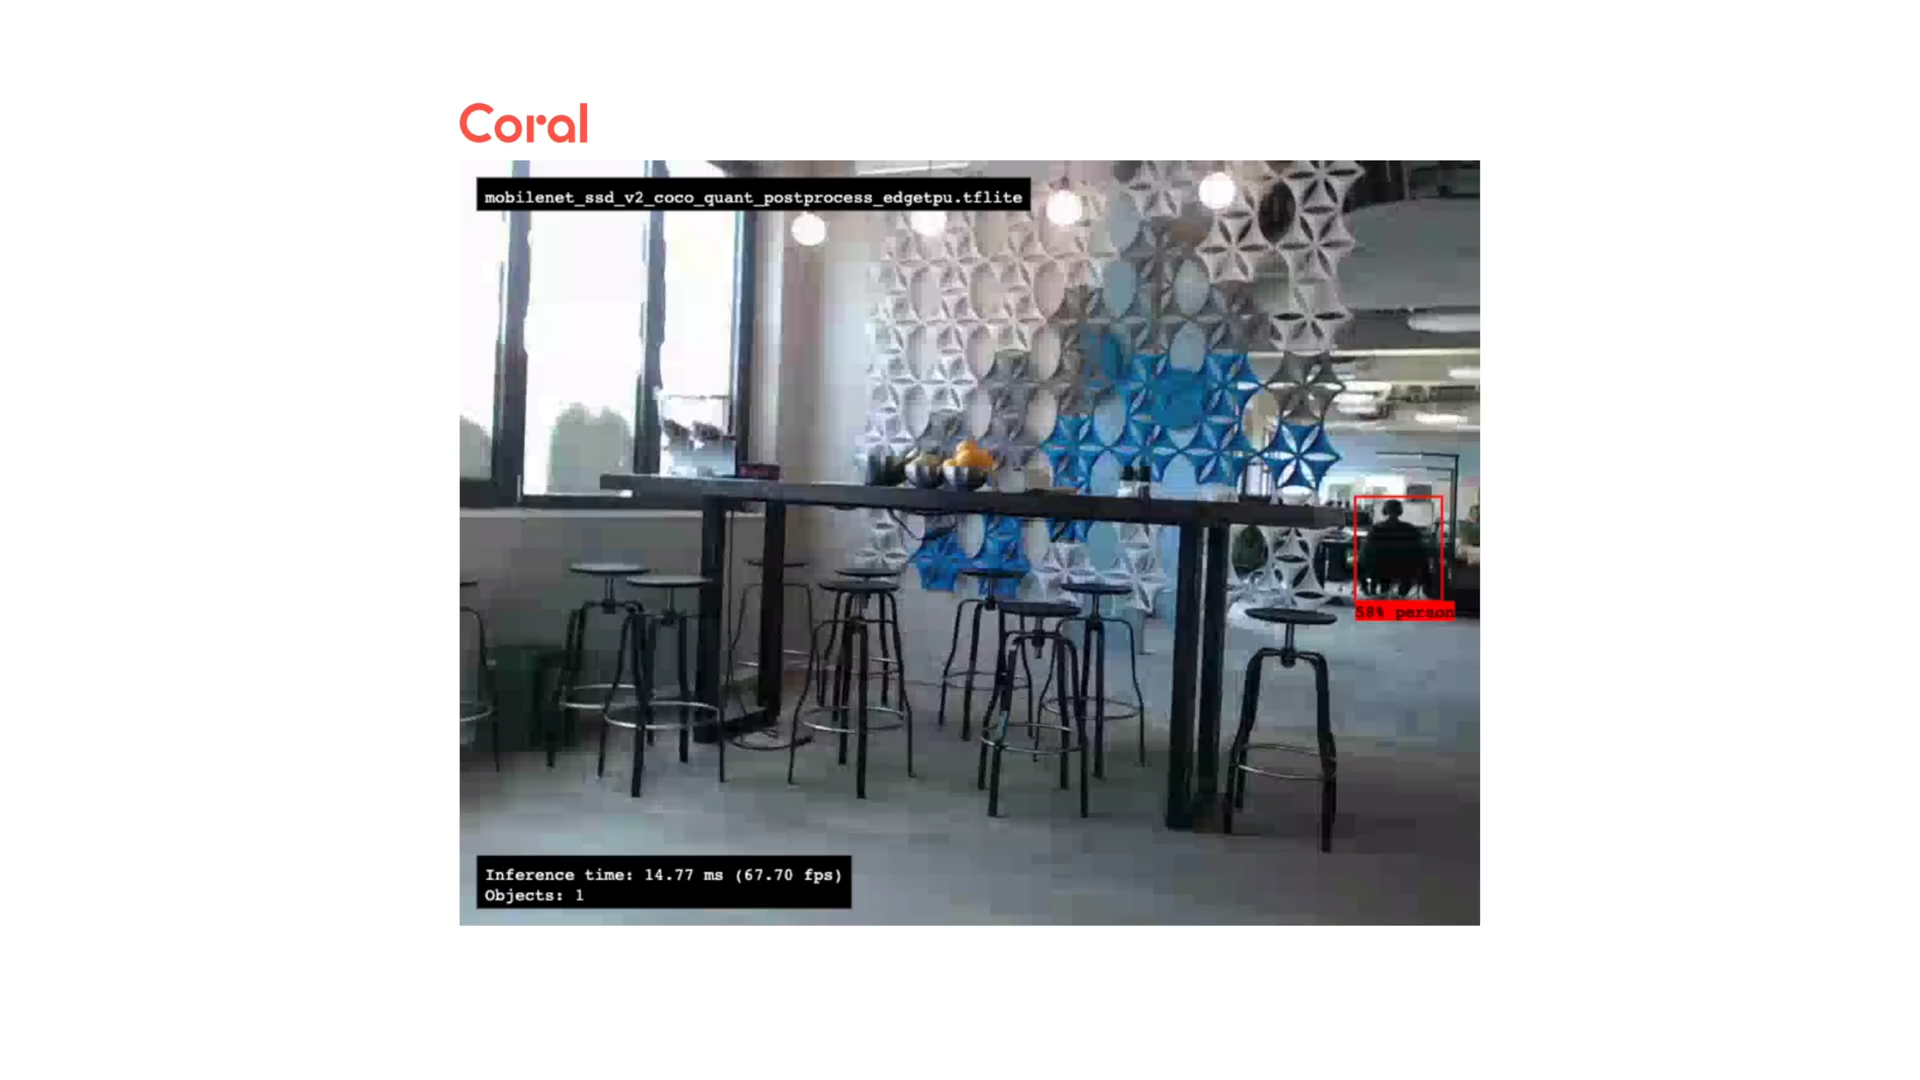 Coral
mobilenet_ssd_v2_coco_quant_postprocess_edgetpu.tflite
58% person
Inference time: 14.77 ms (67.70 fps)
Objects: 1